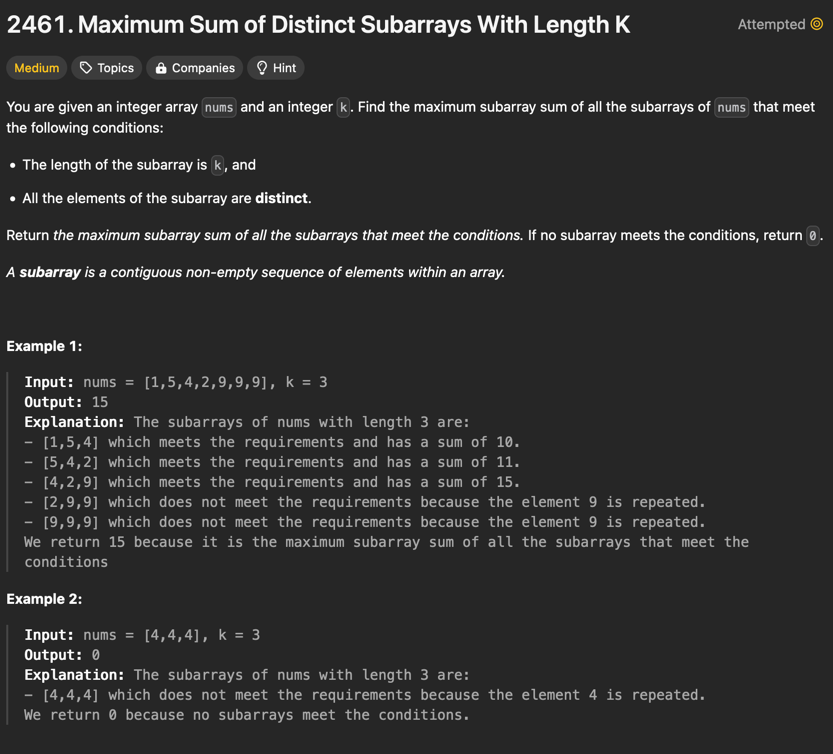 2461. Maximum Sum of Distinct Subarrays With Length K
Attempted
Medium Topics Companies Hint
You are given an integer array nums and an integer k. Find the maximum subarray sum of all the subarrays of nums that meet
the following conditions:
• The length of the subarray is k, and
• All the elements of the subarray are distinct.
Return the maximum subarray sum of all the subarrays that meet the conditions. If no subarray meets the conditions, return 0.
A subarray is a contiguous non-empty sequence of elements within an array.
Example 1:
Input: nums = [1,5,4,2,9,9,9], k = 3
Output: 15
Explanation: The subarrays of nums with length 3 are:
- [1,5,4] which meets the requirements and has a sum of 10.
- [5,4,2] which meets the requirements and has a sum of 11.
- [4,2,9] which meets the requirements and has a sum of 15.
- [2,9,9] which does not meet the requirements because the element 9 is repeated.
- [9,9,9] which does not meet the requirements because the element 9 is repeated.
We return 15 because it is the maximum subarray sum of all the subarrays that meet the
conditions
Example 2:
Input: nums = [4,4,4], k = 3
Output: 0
Explanation: The subarrays of nums with length 3 are:
- [4,4,4] which does not meet the requirements because the element 4 is repeated.
We return 0 because no subarrays meet the conditions.